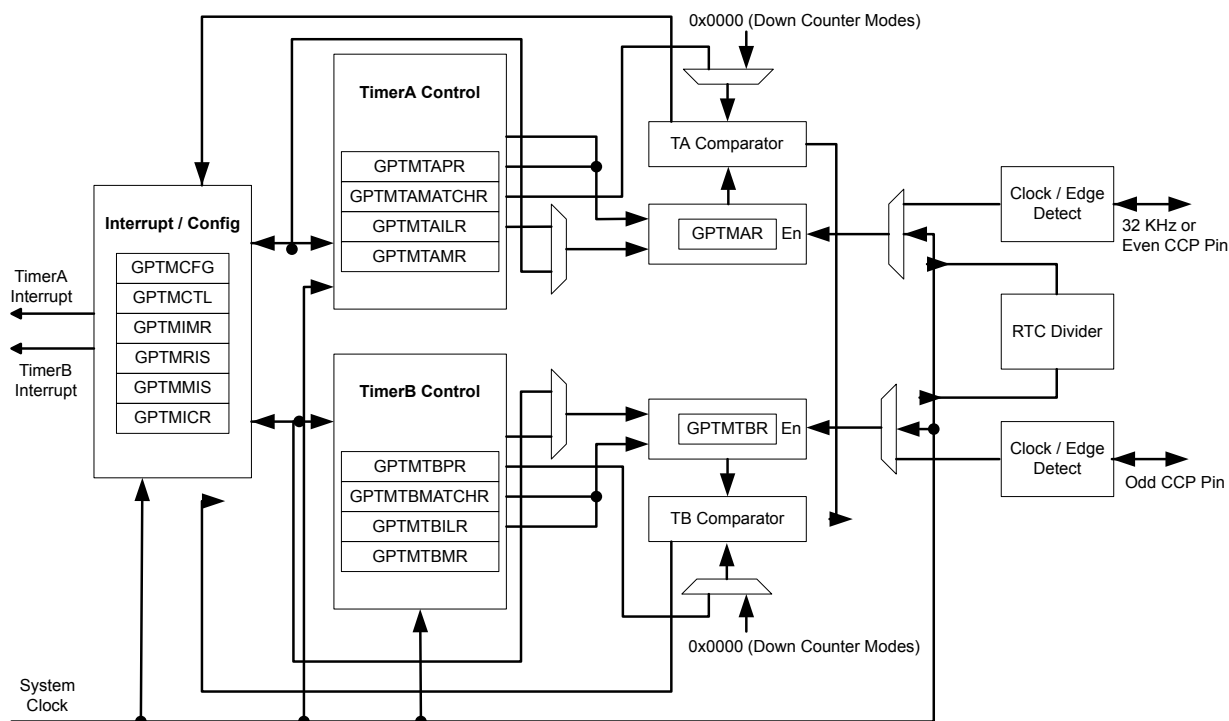 0x0000 (Down Counter Modes)
TimerA Control
GPTMTAPR
GPTMTAMATCHR
GPTMTAILR
GPTMTAMR
TA Comparator
GPTMAR
En
Clock / Edge
Detect
32 KHz or
Even CCP Pin
Interrupt / Config
GPTMCFG
GPTMCTL
GPTMIMR
GPTMRIS
GPTMMIS
GPTMICR
TimerA
Interrupt
TimerB
Interrupt
RTC Divider
TimerB Control
GPTMTBPR
GPTMTBMATCHR
GPTMTBILR
GPTMTBMR
GPTMTBR
En
TB Comparator
Clock / Edge
Detect
Odd CCP Pin
0x0000 (Down Counter Modes)
System
Clock